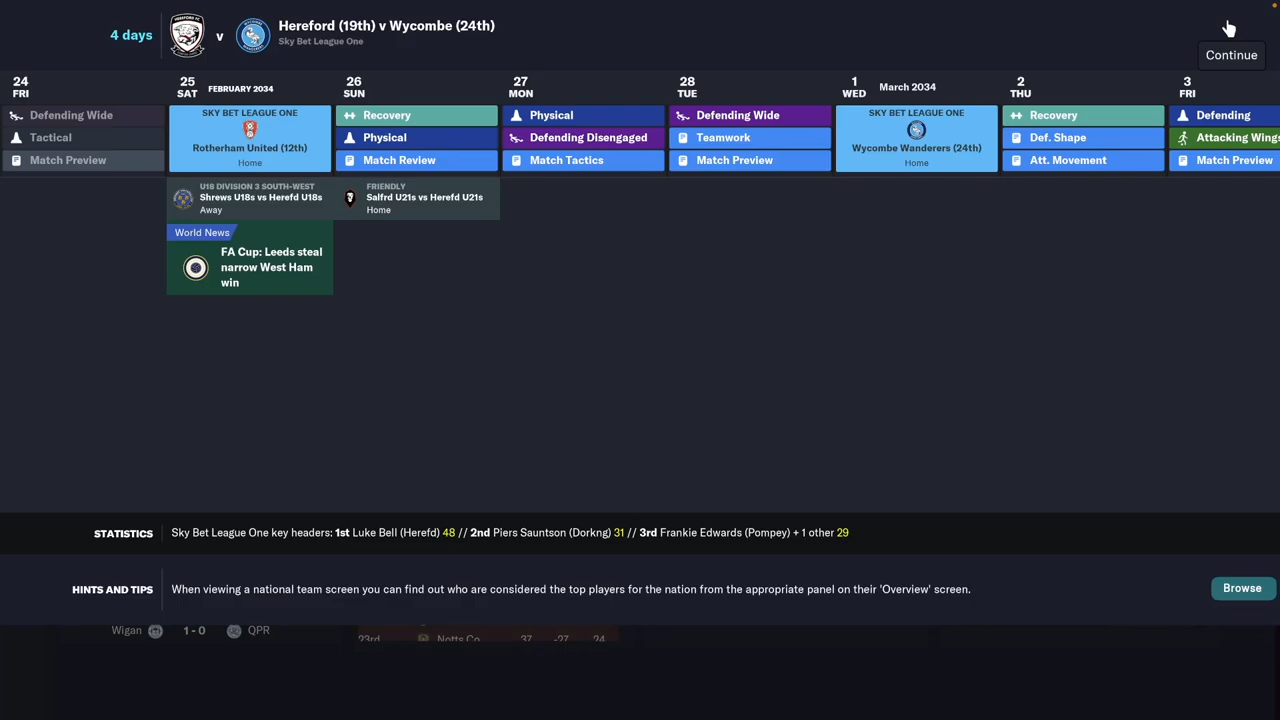 4 days
v
Hereford (19th) v Wycombe (24th)
Sky Bet League One
Continue
24
FRI
25
SAT
FEBRUARY 2034
26
SUN
27
MON
28
TUE
1
WED
March 2034
2
THU
3
FRI
Defending Wide
Tactical
Match Preview
SKY BET LEAGUE ONE
Rotherham United (12th)
Home
Recovery
Physical
Match Review
Physical
Defending Disengaged
Match Tactics
Defending Wide
Teamwork
Match Preview
SKY BET LEAGUE ONE
Wycombe Wanderers (24th)
Home
Recovery
Def. Shape
Att. Movement
Defending
Attacking Wings
Match Preview
U18 DIVISION 3 SOUTH-WEST
Shrews U18s vs Herefd U18s
Away
FRIENDLY
Salfrd U21s vs Herefd U21s
Home
World News
FA Cup: Leeds steal
narrow West Ham
win
STATISTICS
Sky Bet League One key headers: 1st Luke Bell (Herefd) 48 // 2nd Piers Sauntson (Dorkng) 31 // 3rd Frankie Edwards (Pompey) + 1 other 29
HINTS AND TIPS
When viewing a national team screen you can find out who are considered the top players for the nation from the appropriate panel on their 'Overview' screen.
Browse
Wigan 1 - 0 QPR
23rd Notts Co 37 -27 24